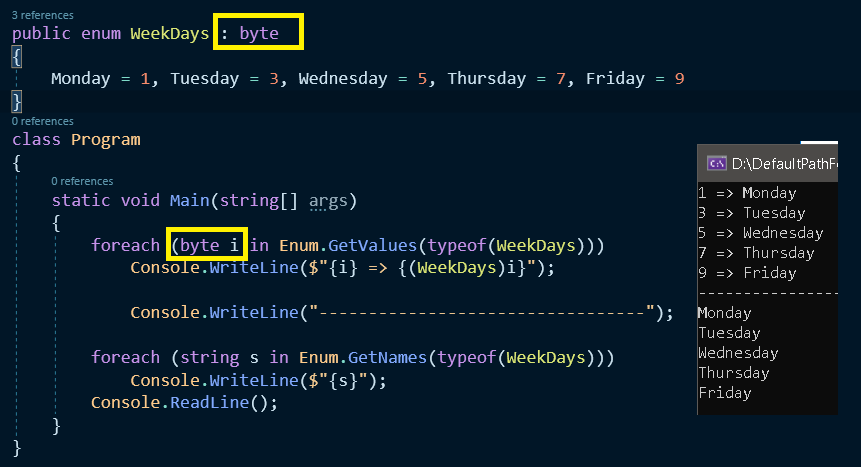 3 references
public enum WeekDays : byte
{
Monday = 1, Tuesday = 3, Wednesday = 5, Thursday = 7, Friday = 9
}
0 references
class Program
{
0 references
static void Main(string[] args)
{
foreach (byte i in Enum.GetValues(typeof(WeekDays)))
Console.WriteLine($"{i} => {(WeekDays)i}");
Console.WriteLine("---------------------------------");
foreach (string s in Enum.GetNames(typeof(WeekDays)))
Console.WriteLine($"{s}");
Console.ReadLine();
}
}
C:\ D:\DefaultPathFo
1 => Monday
3 => Tuesday
5 => Wednesday
7 => Thursday
9 => Friday
-----------------
Monday
Tuesday
Wednesday
Thursday
Friday